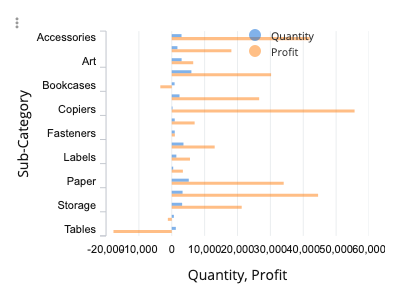 Quantity
Profit
Accessories
Art
Bookcases
Copiers
Fasteners
Labels
Paper
Storage
Tables
Sub-Category
-20,000 -10,000 0 10,000 20,000 30,000 40,000 50,000 60,000
Quantity, Profit